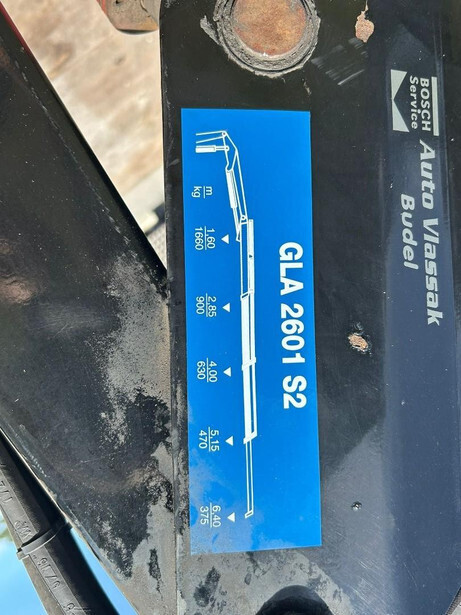 GLA 2601 S2
m 1,60 2,85 4,00 5,15 6,40
kg 1660 900 630 470 375
BOSCH
Service
Auto Vlassak
Budel